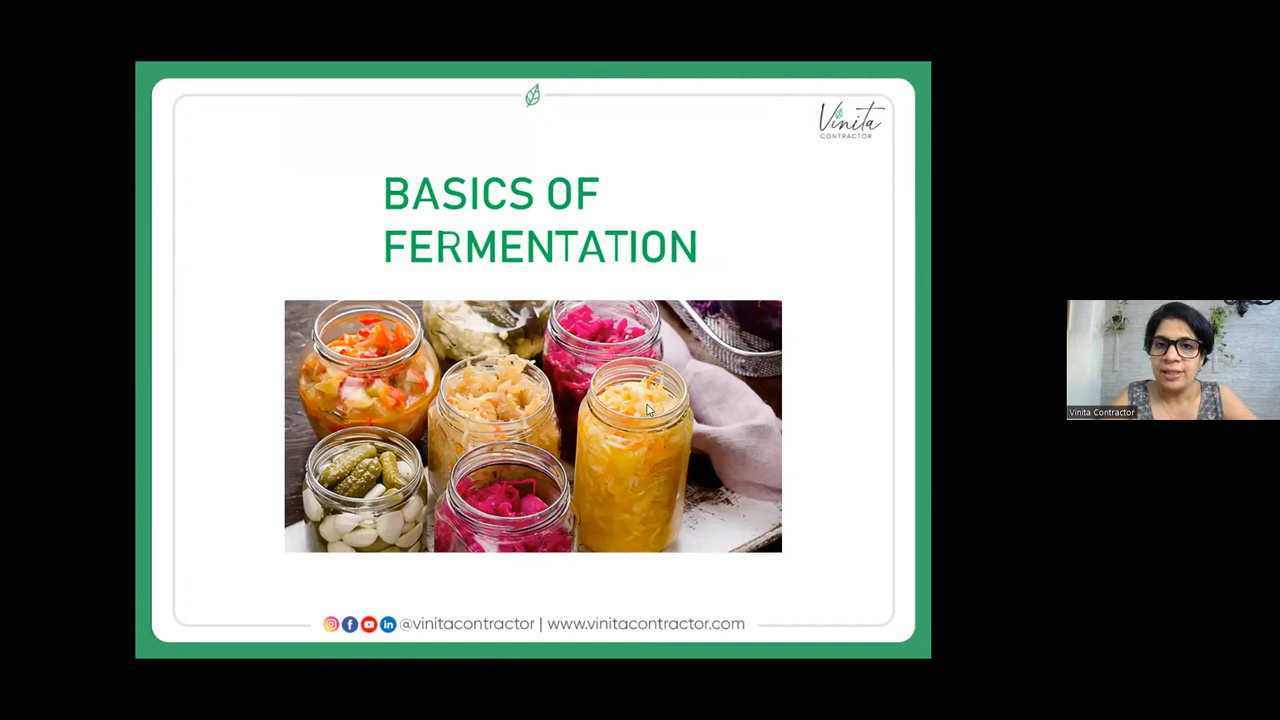 Vinita
CONTRACTOR
BASICS OF
FERMENTATION
@vinitacontractor | www.vinitacontractor.com
Vinita Contractor